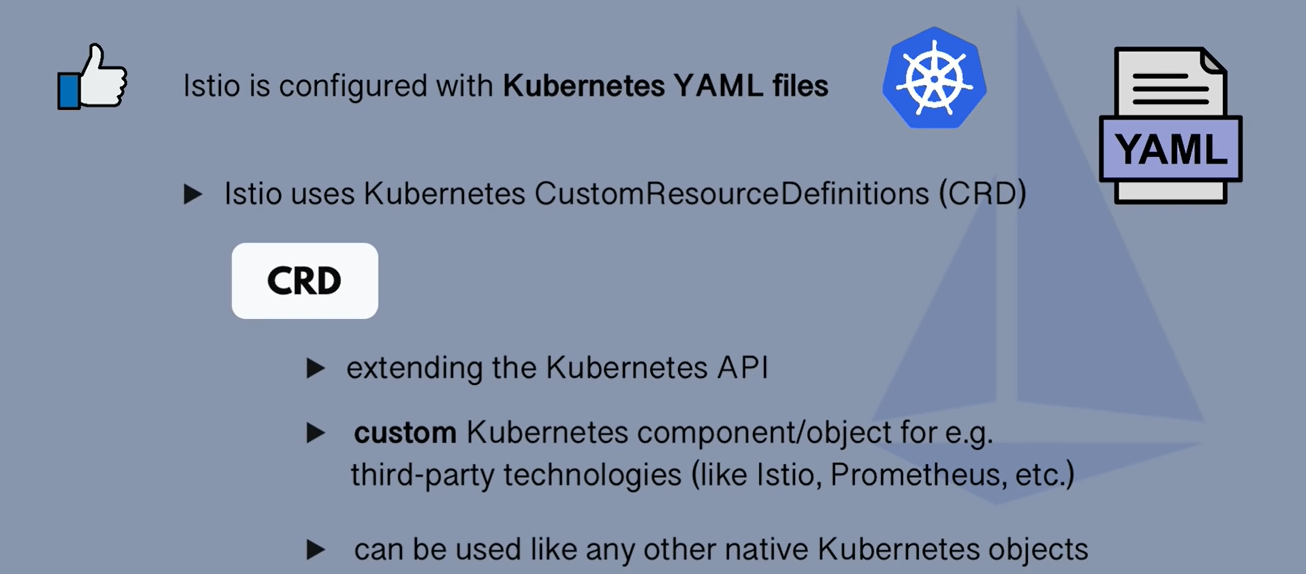 Istio is configured with Kubernetes YAML files
YAML
Istio uses Kubernetes CustomResourceDefinitions (CRD)
CRD
extending the Kubernetes API
custom Kubernetes component/object for e.g.
third-party technologies (like Istio, Prometheus, etc.)
can be used like any other native Kubernetes objects